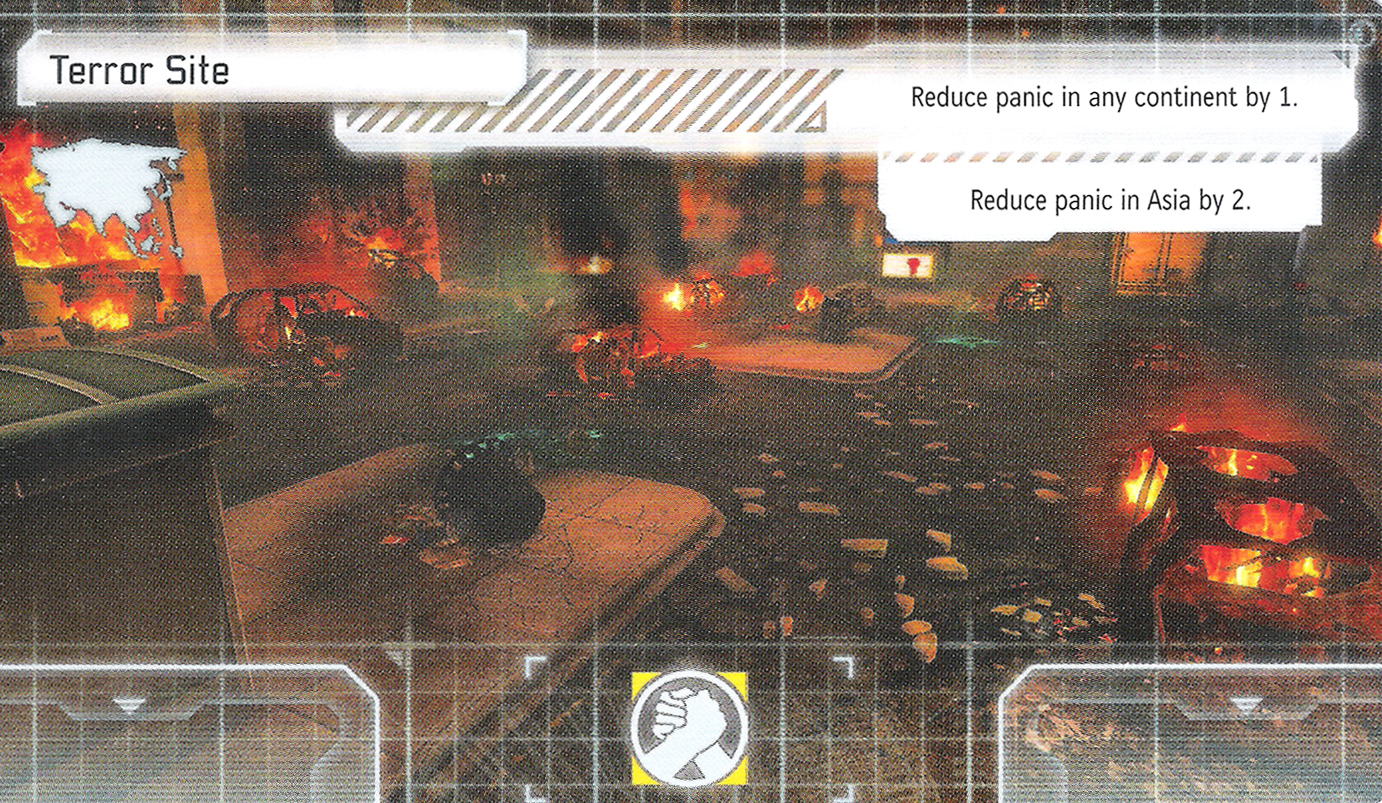 Terror Site
Reduce panic in any continent by 1.
Reduce panic in Asia by 2.